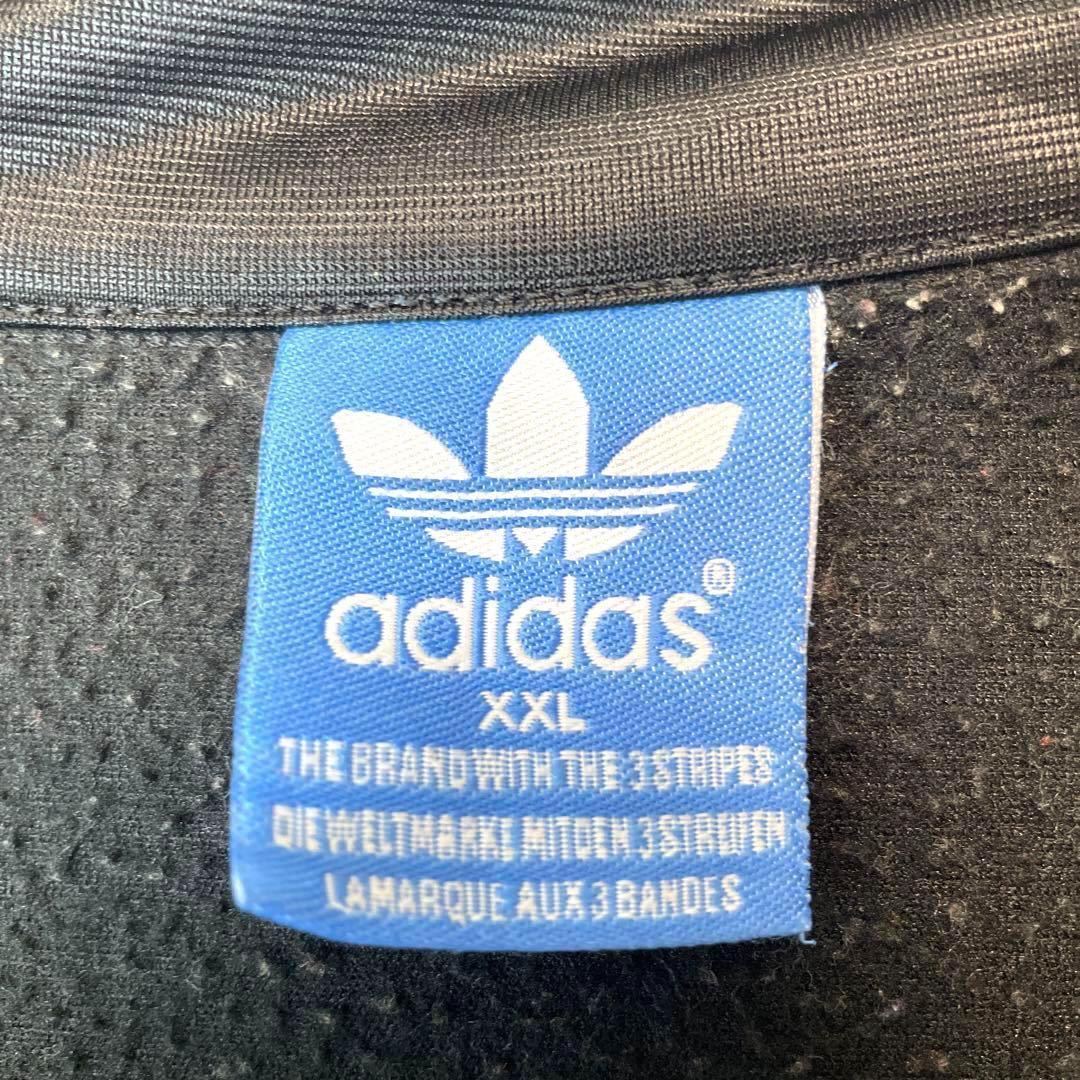 adidas®
XXL
THE BRAND WITH THE 3 STRIPES
DIE WELTMARKE MIT DEN 3 STREIFEN
LA MARQUE AUX 3 BANDES